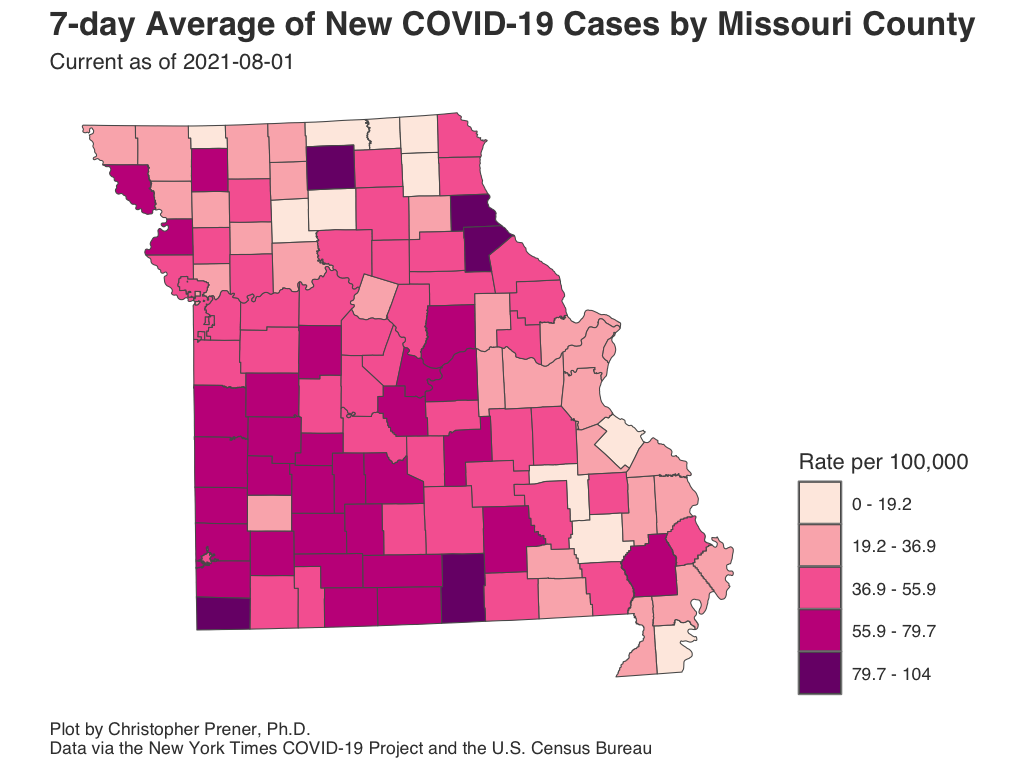 7-day Average of New COVID-19 Cases by Missouri County
Current as of 2021-08-01
Rate per 100,000
0 - 19.2
19.2 - 36.9
36.9 - 55.9
55.9 - 79.7
79.7 - 104
Plot by Christopher Prener, Ph.D.
Data via the New York Times COVID-19 Project and the U.S. Census Bureau